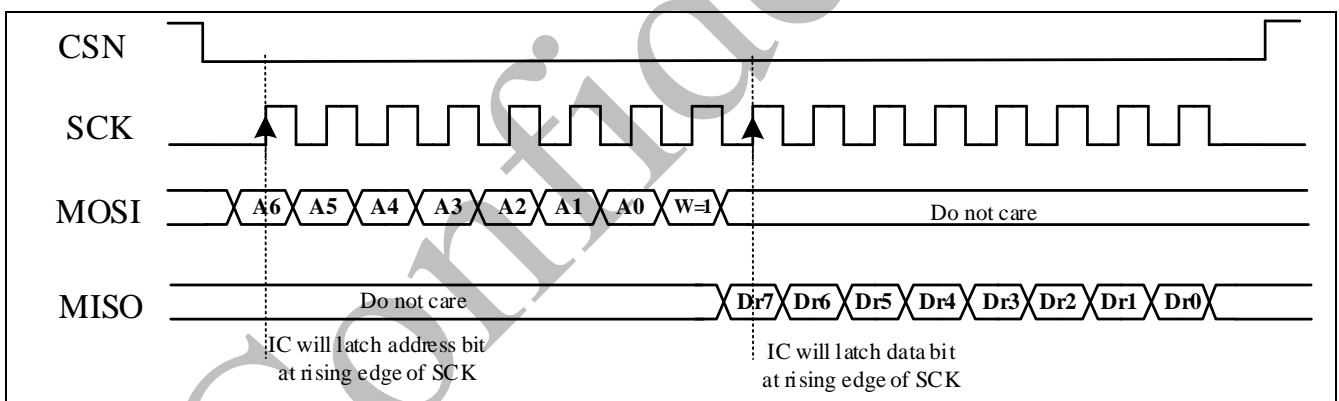 CSN
SCK
MOSI A6 A5 A4 A3 A2 A1 A0 W=1 Do not care
MISO Do not care Dr7 Dr6 Dr5 Dr4 Dr3 Dr2 Dr1 Dr0
IC will latch address bit
at rising edge of SCK
IC will latch data bit
at rising edge of SCK